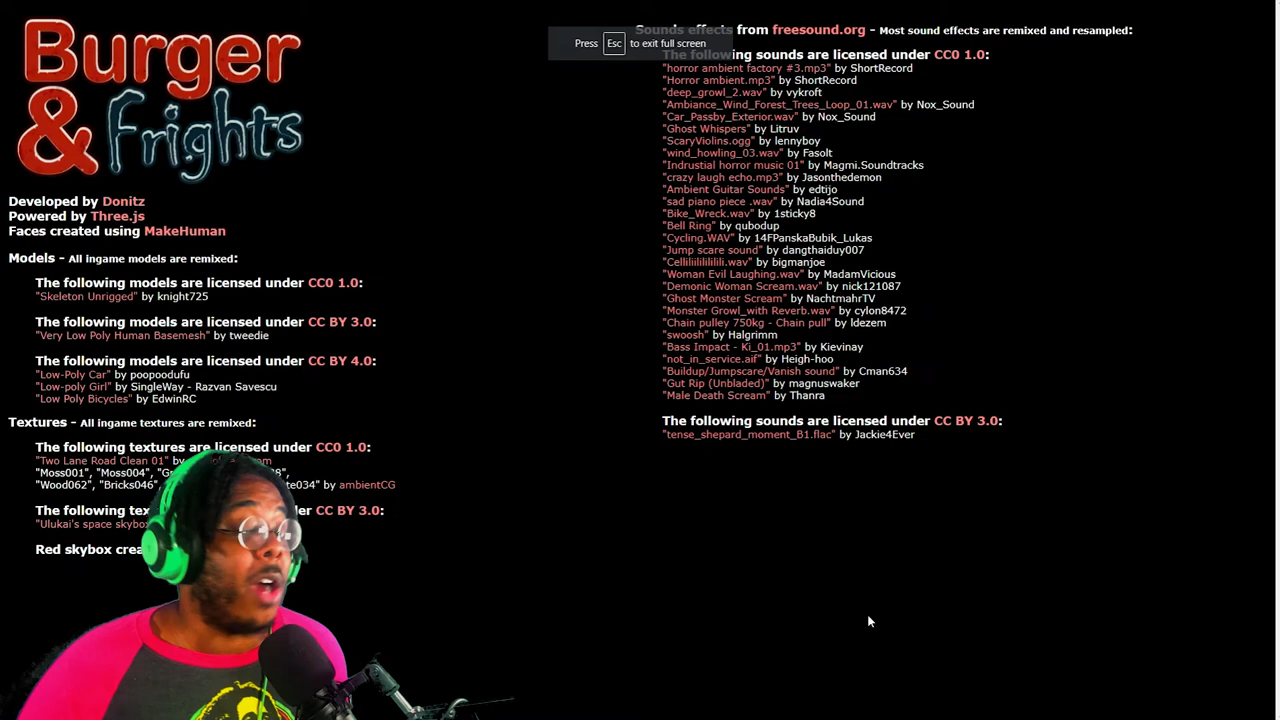 Burger
& Frights
Developed by Donitz
Powered by Three.js
Faces created using MakeHuman
Models - All ingame models are remixed:
The following models are licensed under CC0 1.0:
"Skeleton Unrigged" by knight725
The following models are licensed under CC BY 3.0:
"Very Low Poly Human Basemesh" by tweedie
The following models are licensed under CC BY 4.0:
"Low-Poly Car" by poopoodufu
"Low-poly Girl" by SingleWay - Razvan Savescu
"Low Poly Bicycles" by EdwinRC
Textures - All ingame textures are remixed:
The following textures are licensed under CC0 1.0:
"Two Lane Road Clean 01" by
"Moss001", "Moss004",
"Wood062", "Bricks046", by ambientCG
The following CC BY 3.0:
"Ulukai's space
Red skybox
Press Esc to exit full screen
Sounds effects from freesound.org - Most sound effects are remixed and resampled:
The following sounds are licensed under CC0 1.0:
"horror ambient factory #3.mp3" by ShortRecord
"Horror ambient.mp3" by ShortRecord
"deep_growl_2.wav" by vykroft
"Ambiance_Wind_Forest_Trees_Loop_01.wav" by Nox_Sound
"Car_Passby_Exterior.wav" by Nox_Sound
"Ghost Whispers" by Litruv
"ScaryViolins.ogg" by lennyboy
"wind_howling_03.wav" by Fasolt
"Indrustial horror music 01" by Magmi.Soundtracks
"crazy laugh echo.mp3" by Jasonthedemon
"Ambient Guitar Sounds" by edtijo
"sad piano piece .wav" by Nadia4Sound
"Bike_Wreck.wav" by 1sticky8
"Bell Ring" by qubodup
"Cycling.WAV" by 14FPanskaBubik_Lukas
"Jump scare sound" by dangthaiduy007
"Celliiliililiili.wav" by bigmanjoe
"Woman Evil Laughing.wav" by MadamVicious
"Demonic Woman Scream.wav" by nick121087
"Ghost Monster Scream" by NachtmahrTV
"Monster Growl_with Reverb.wav" by cylon8472
"Chain pulley 750kg - Chain pull" by ldezem
"swoosh" by Halgrimm
"Bass Impact - Ki_01.mp3" by Kievinay
"not_in_service.aif" by Heigh-hoo
"Buildup/Jumpscare/Vanish sound" by Cman634
"Gut Rip (Unbladed)" by magnuswaker
"Male Death Scream" by Thanra
The following sounds are licensed under CC BY 3.0:
"tense_shepard_moment_B1.flac" by Jackie4Ever